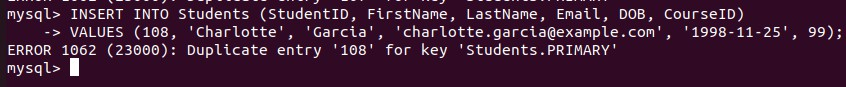 mysql> INSERT INTO Students (StudentID, FirstName, LastName, Email, DOB, CourseID)
    -> VALUES (108, 'Charlotte', 'Garcia', 'charlotte.garcia@example.com', '1998-11-25', 99);
ERROR 1062 (23000): Duplicate entry '108' for key 'Students.PRIMARY'
mysql>